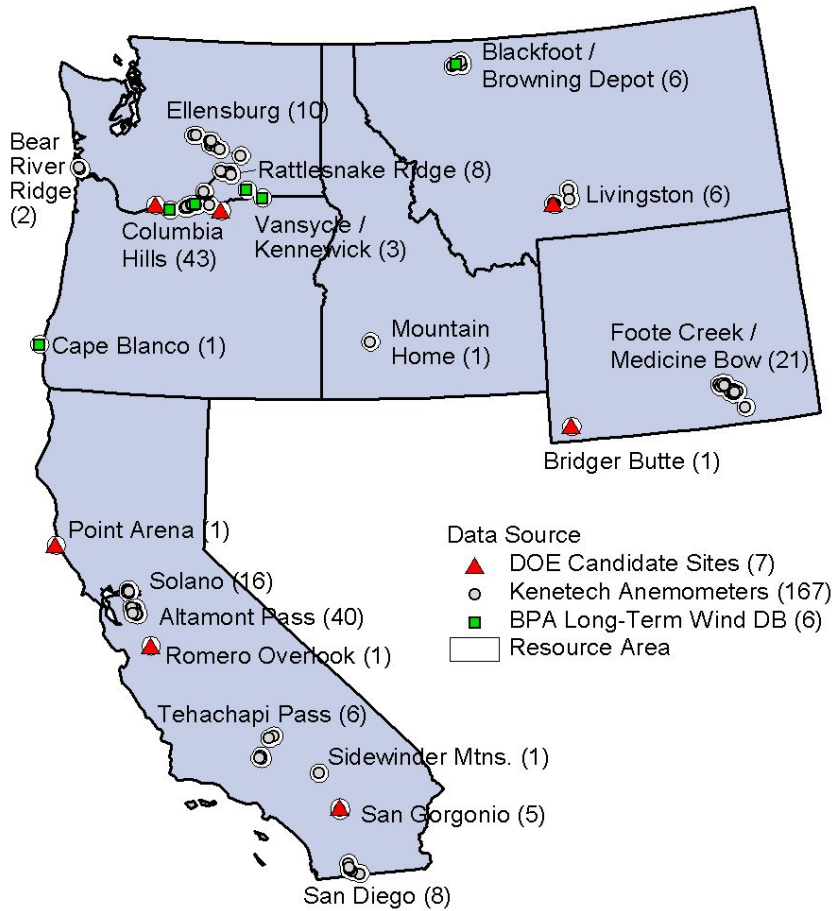 Blackfoot /
Browning Depot (6)
Ellensburg (10)
Bear
River
Ridge
(2)
Rattlesnake Ridge (8)
Livingston (6)
Columbia
Hills (43)
Vansycle /
Kennewick (3)
Cape Blanco (1)
Mountain
Home (1)
Foote Creek /
Medicine Bow (21)
Bridger Butte (1)
Point Arena (1)
Solano (16)
Altamont Pass (40)
Romero Overlook (1)
Data Source
DOE Candidate Sites (7)
Kenetech Anemometers (167)
BPA Long-Term Wind DB (6)
Resource Area
Tehachapi Pass (6)
Sidewinder Mtns. (1)
San Gorgonio (5)
San Diego (8)